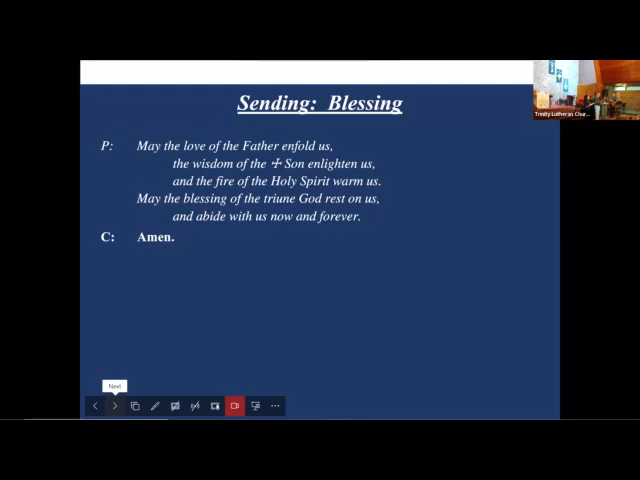 Sending: Blessing
P: May the love of the Father enfold us,
the wisdom of the ☩ Son enlighten us,
and the fire of the Holy Spirit warm us.
May the blessing of the triune God rest on us,
and abide with us now and forever.
C: Amen.
Trinity Lutheran Chur...
Next